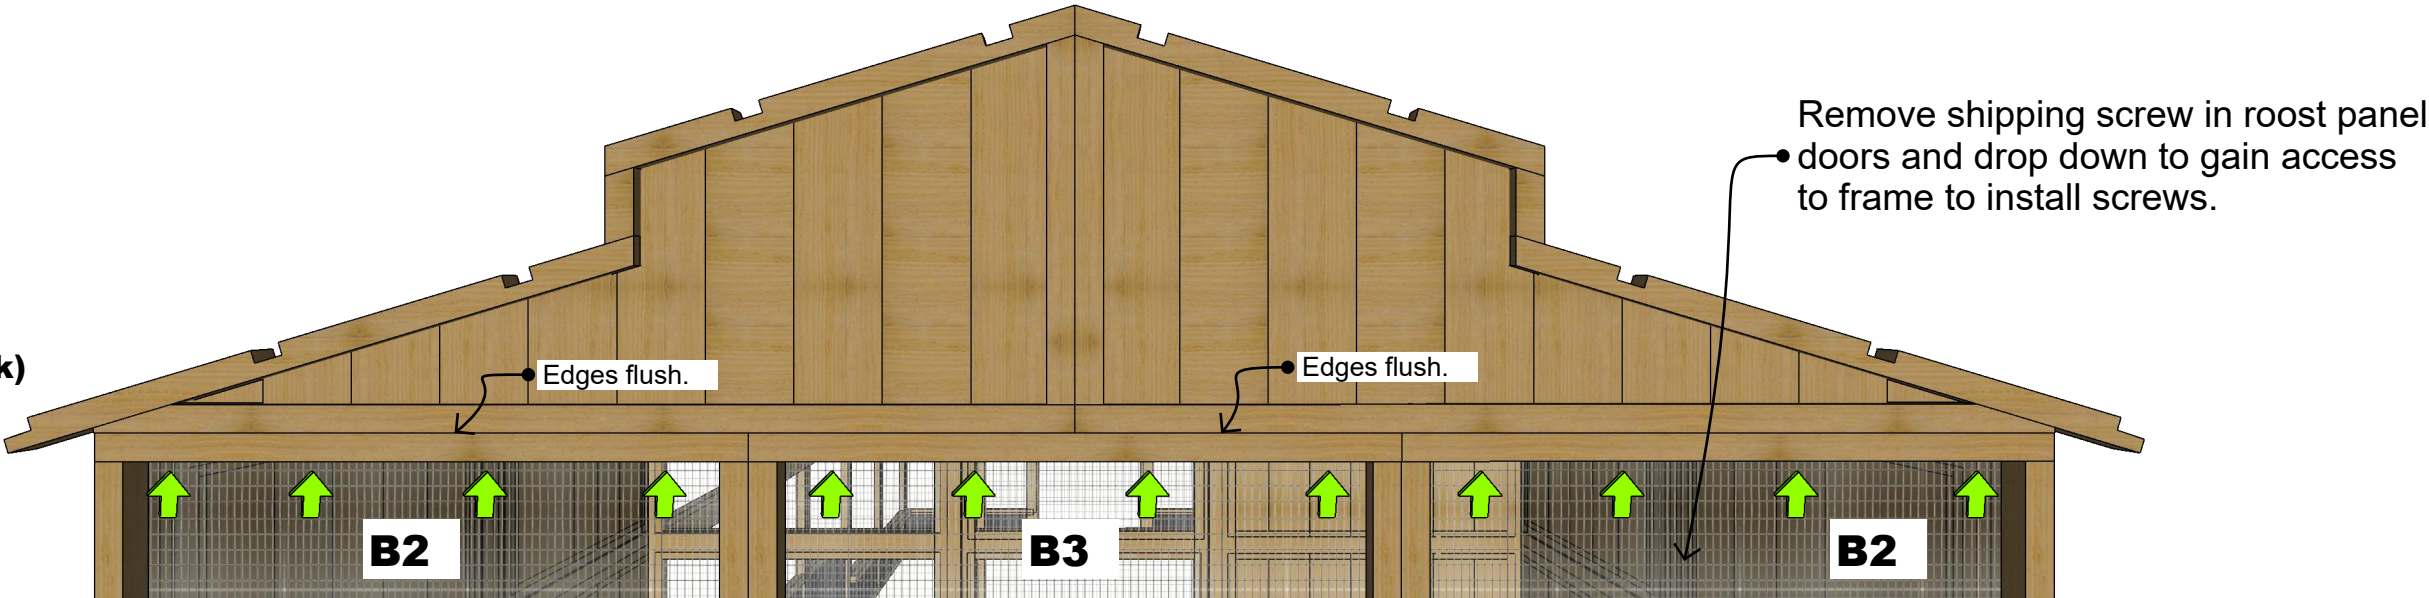 Remove shipping screw in roost panel
doors and drop down to gain access
to frame to install screws.
k)
Edges flush.
Edges flush.
B2
B3
B2